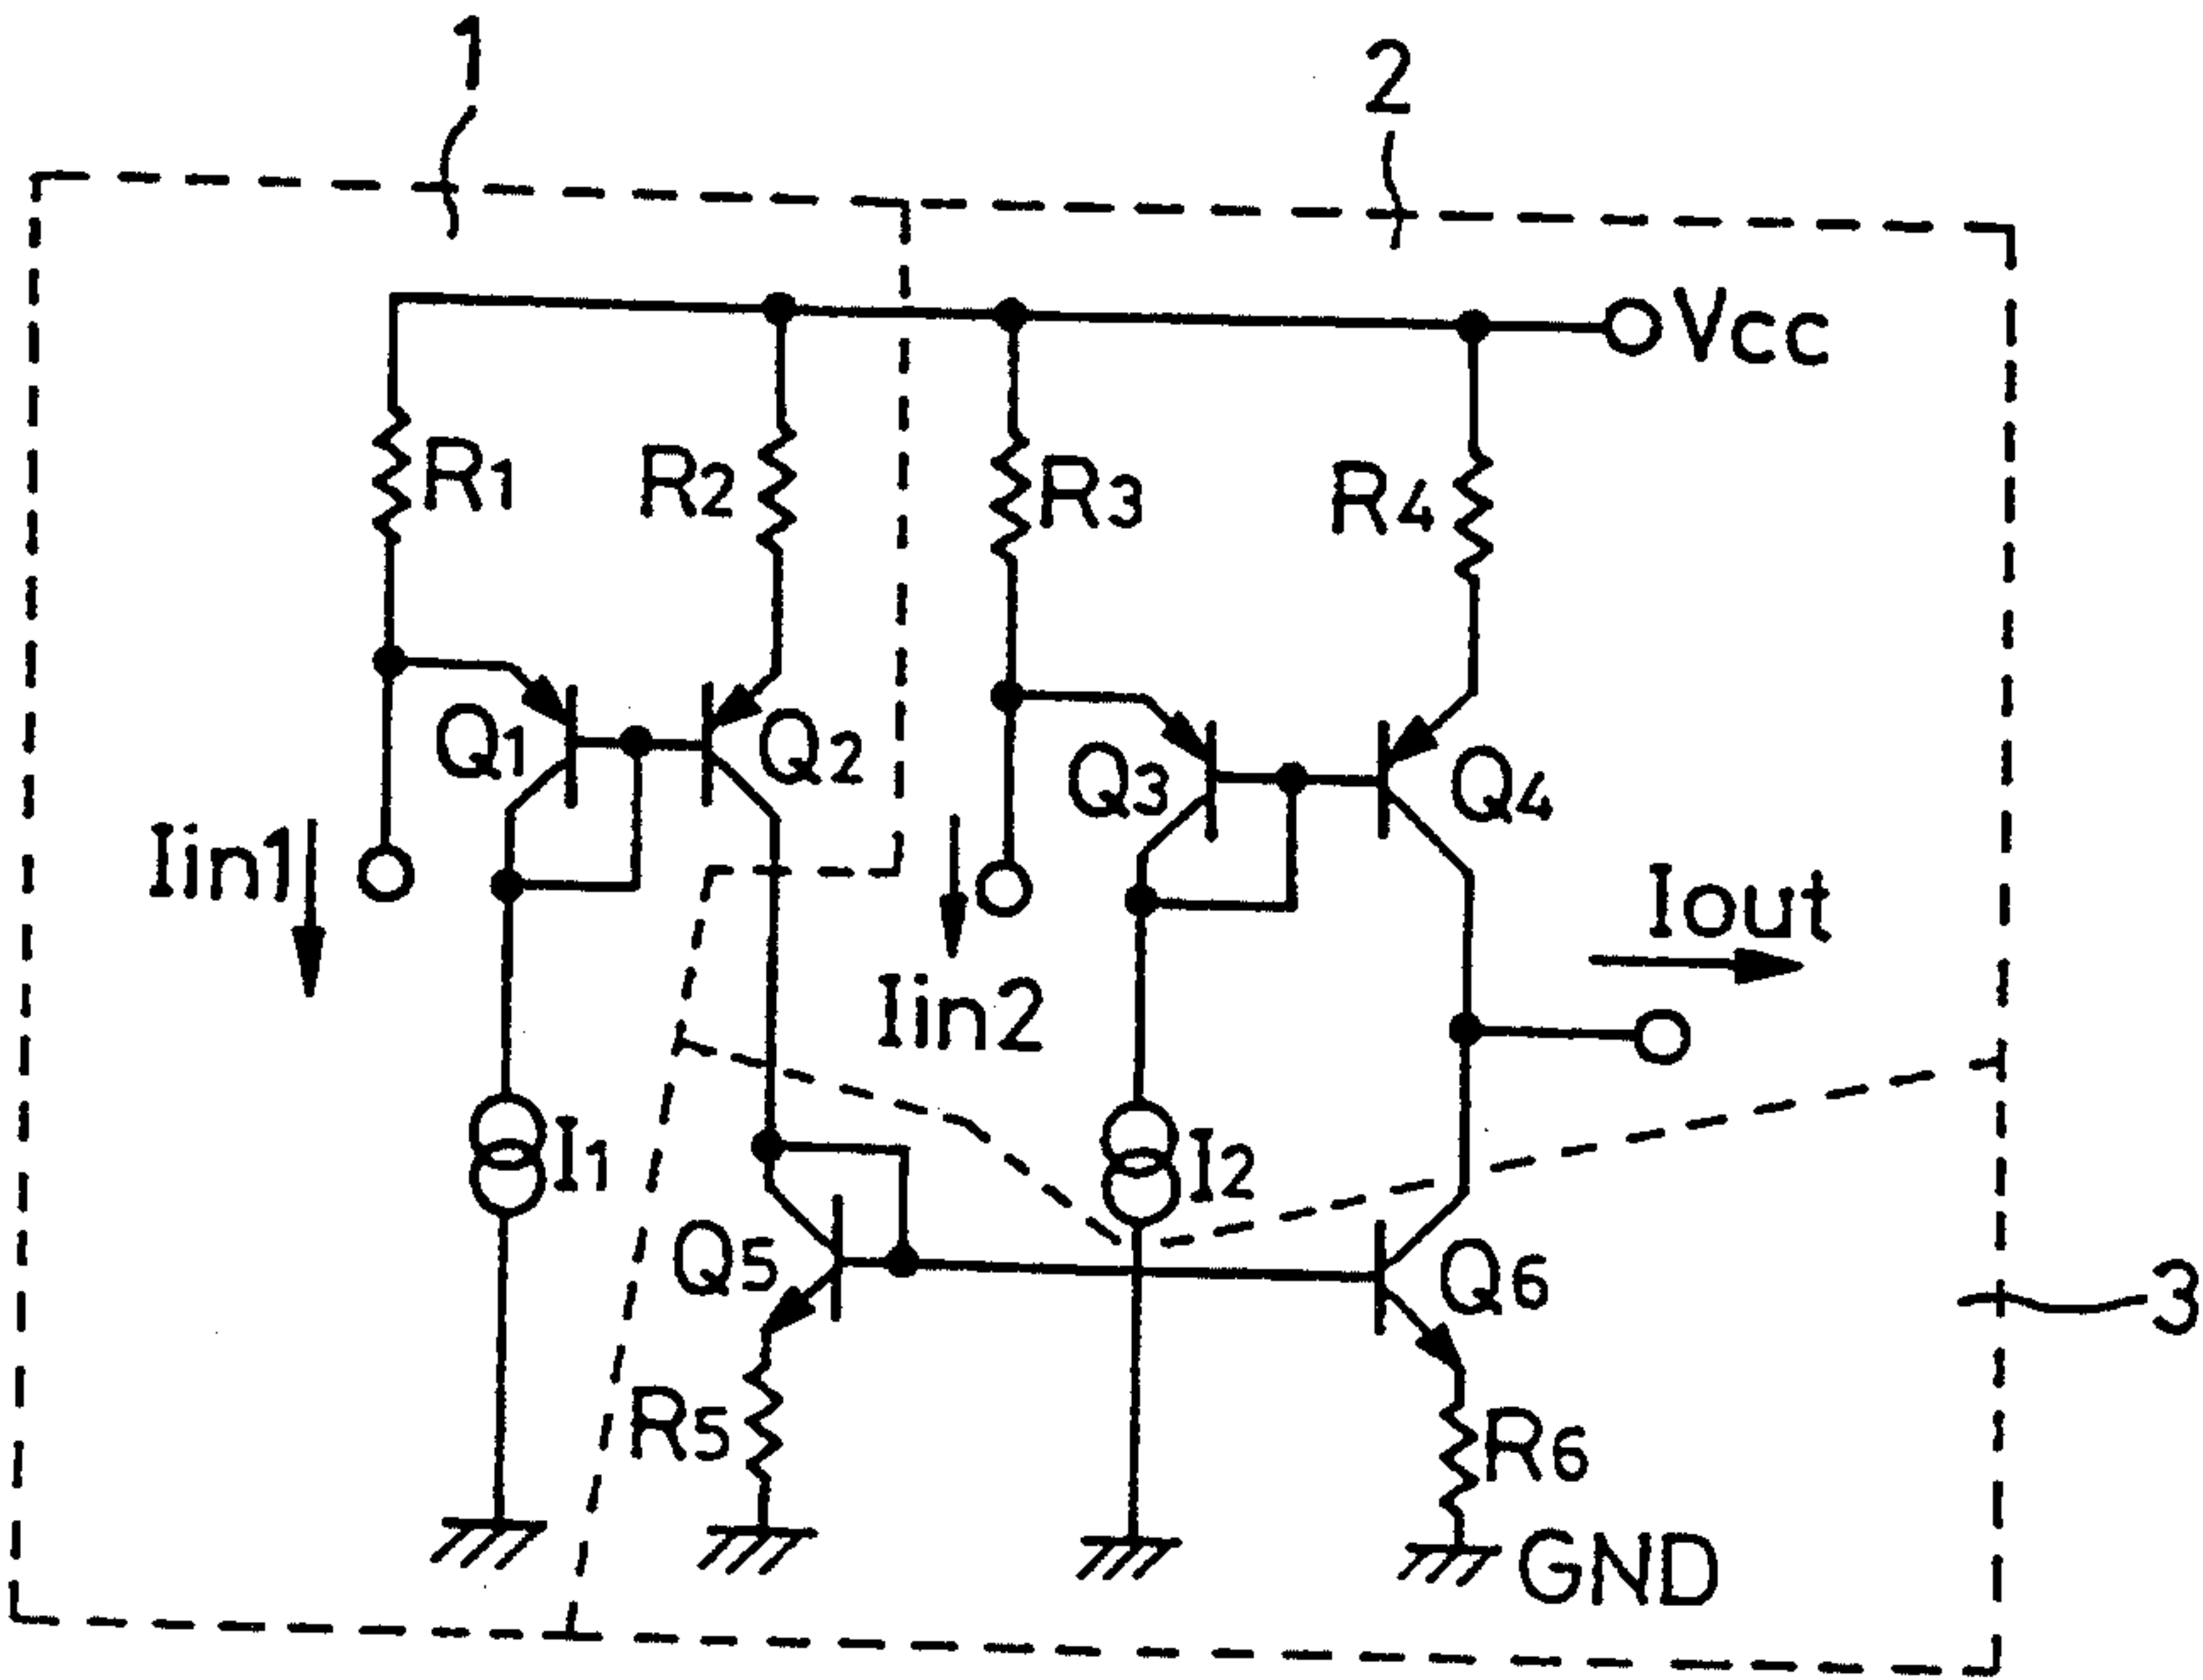 1
2
Vcc
R1
R2
R3
R4
Q1
Q2
Q3
Q4
Iin1
Iout
Iin2
I1
I2
Q5
Q6
3
R5
R6
GND